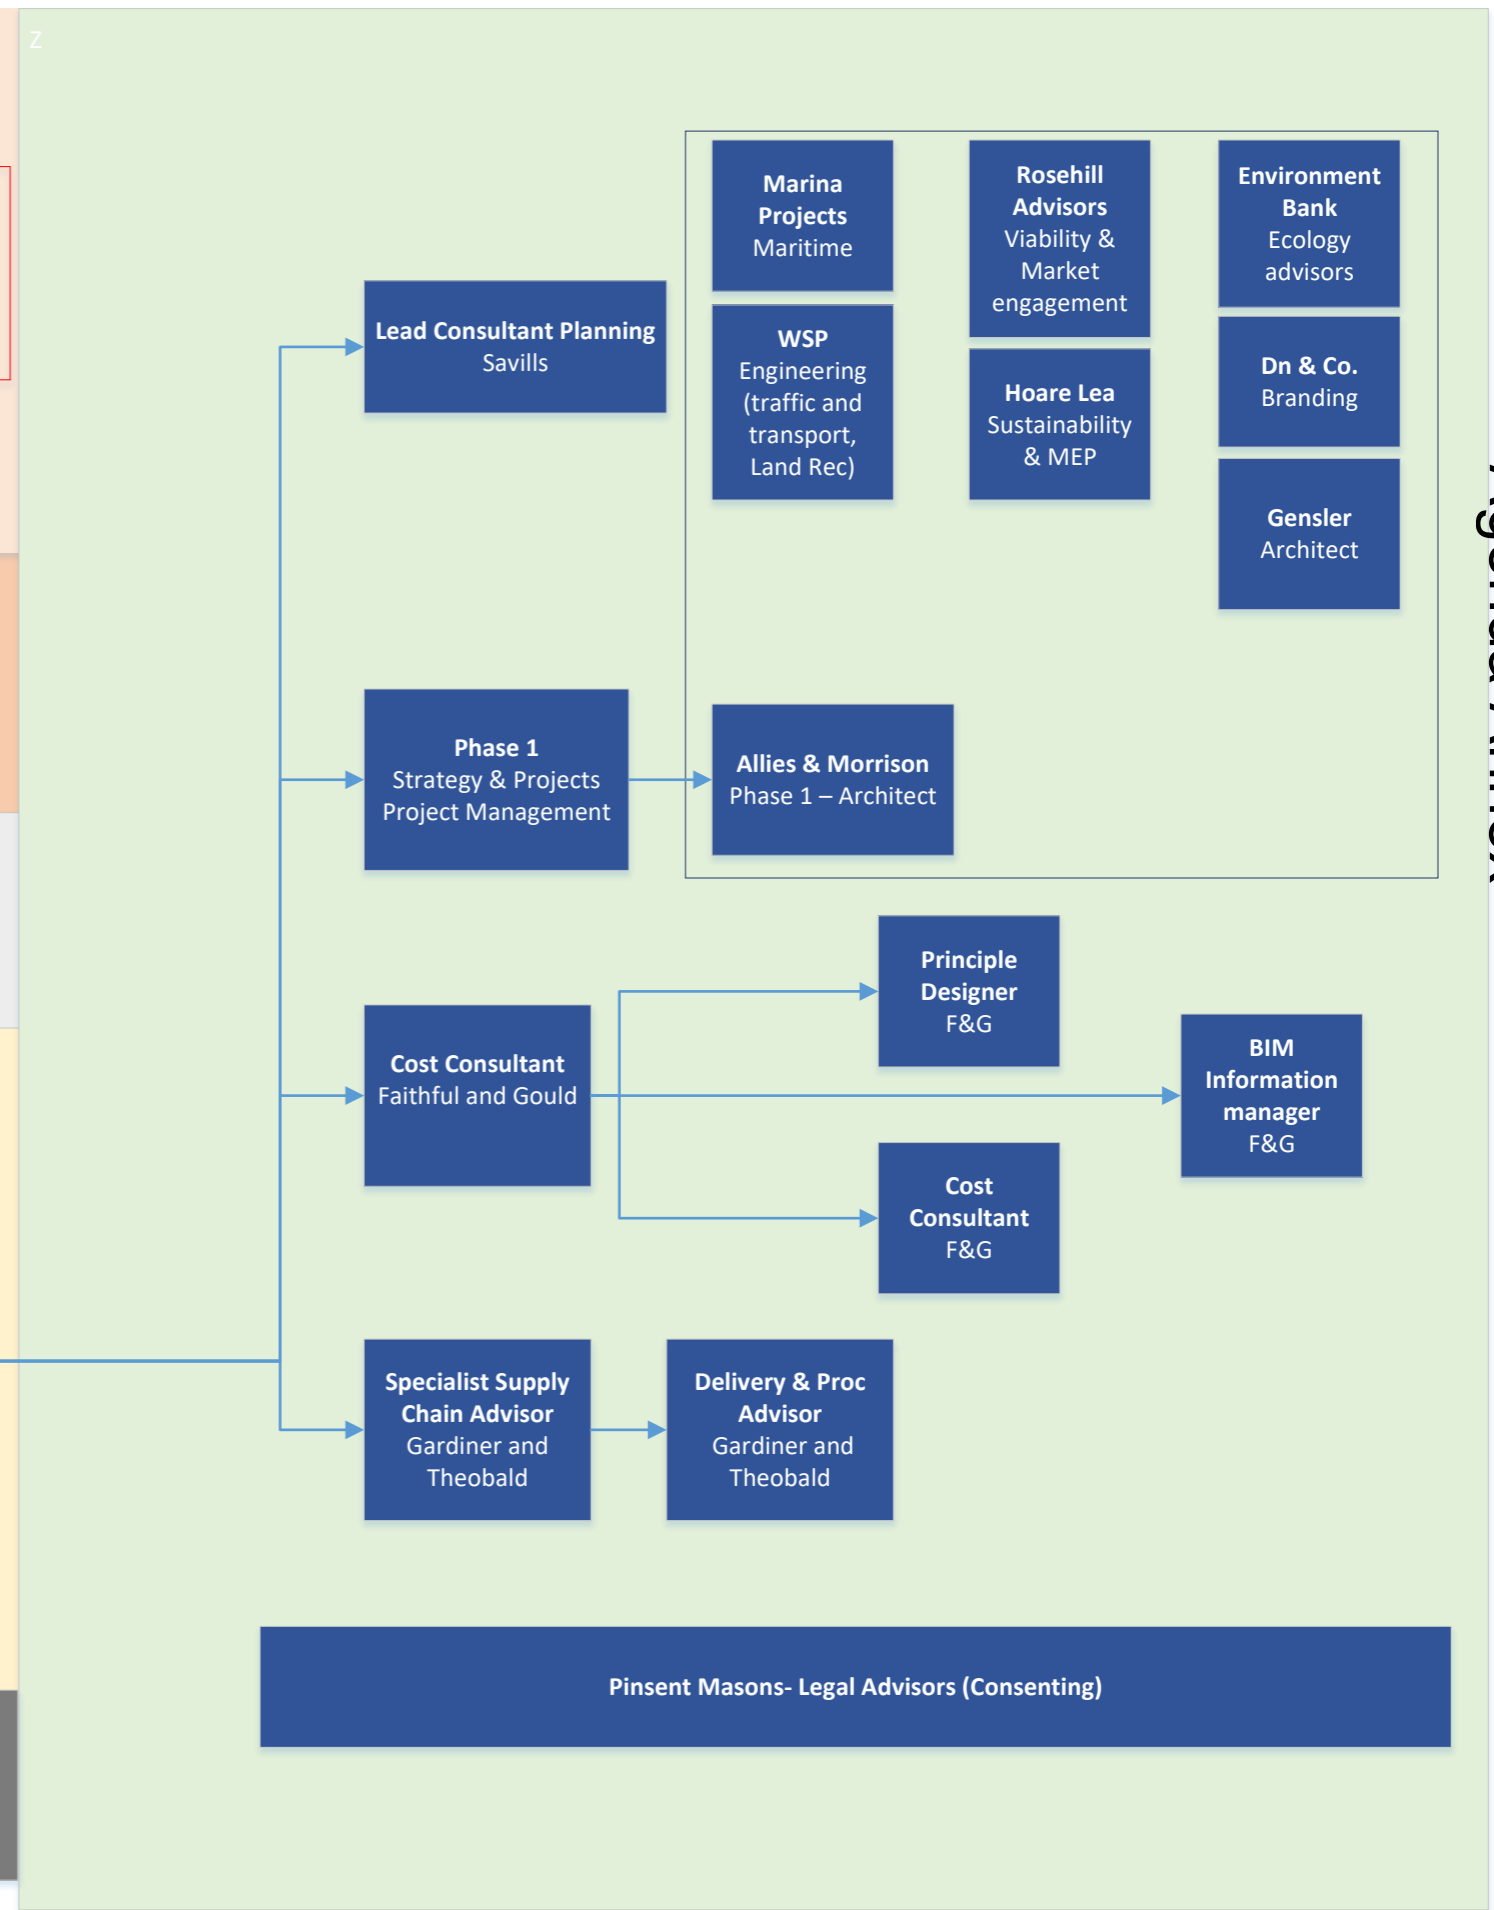 Z
Marina
Projects
Maritime
Rosehill
Advisors
Viability &
Market
engagement
Environment
Bank
Ecology
advisors
Lead Consultant Planning
Savills
WSP
Engineering
(traffic and
transport,
Land Rec)
Hoare Lea
Sustainability
& MEP
Dn & Co.
Branding
Gensler
Architect
Phase 1
Strategy & Projects
Project Management
Allies & Morrison
Phase 1 – Architect
Cost Consultant
Faithful and Gould
Principle
Designer
F&G
BIM
Information
manager
F&G
Cost
Consultant
F&G
Specialist Supply
Chain Advisor
Gardiner and
Theobald
Delivery & Proc
Advisor
Gardiner and
Theobald
Pinsent Masons- Legal Advisors (Consenting)